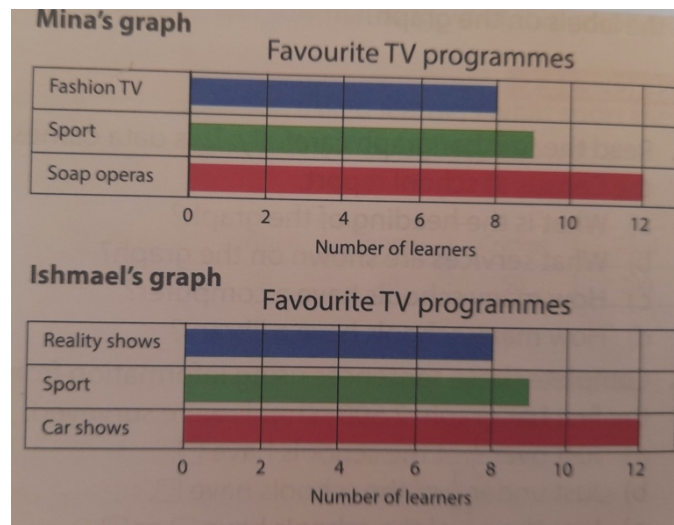 Mina's graph
Favourite TV programmes
Fashion TV
Sport
Soap operas
0 2 4 6 8 10 12
Number of learners
Ishmael's graph
Favourite TV programmes
Reality shows
Sport
Car shows
0 2 4 6 8 10 12
Number of learners